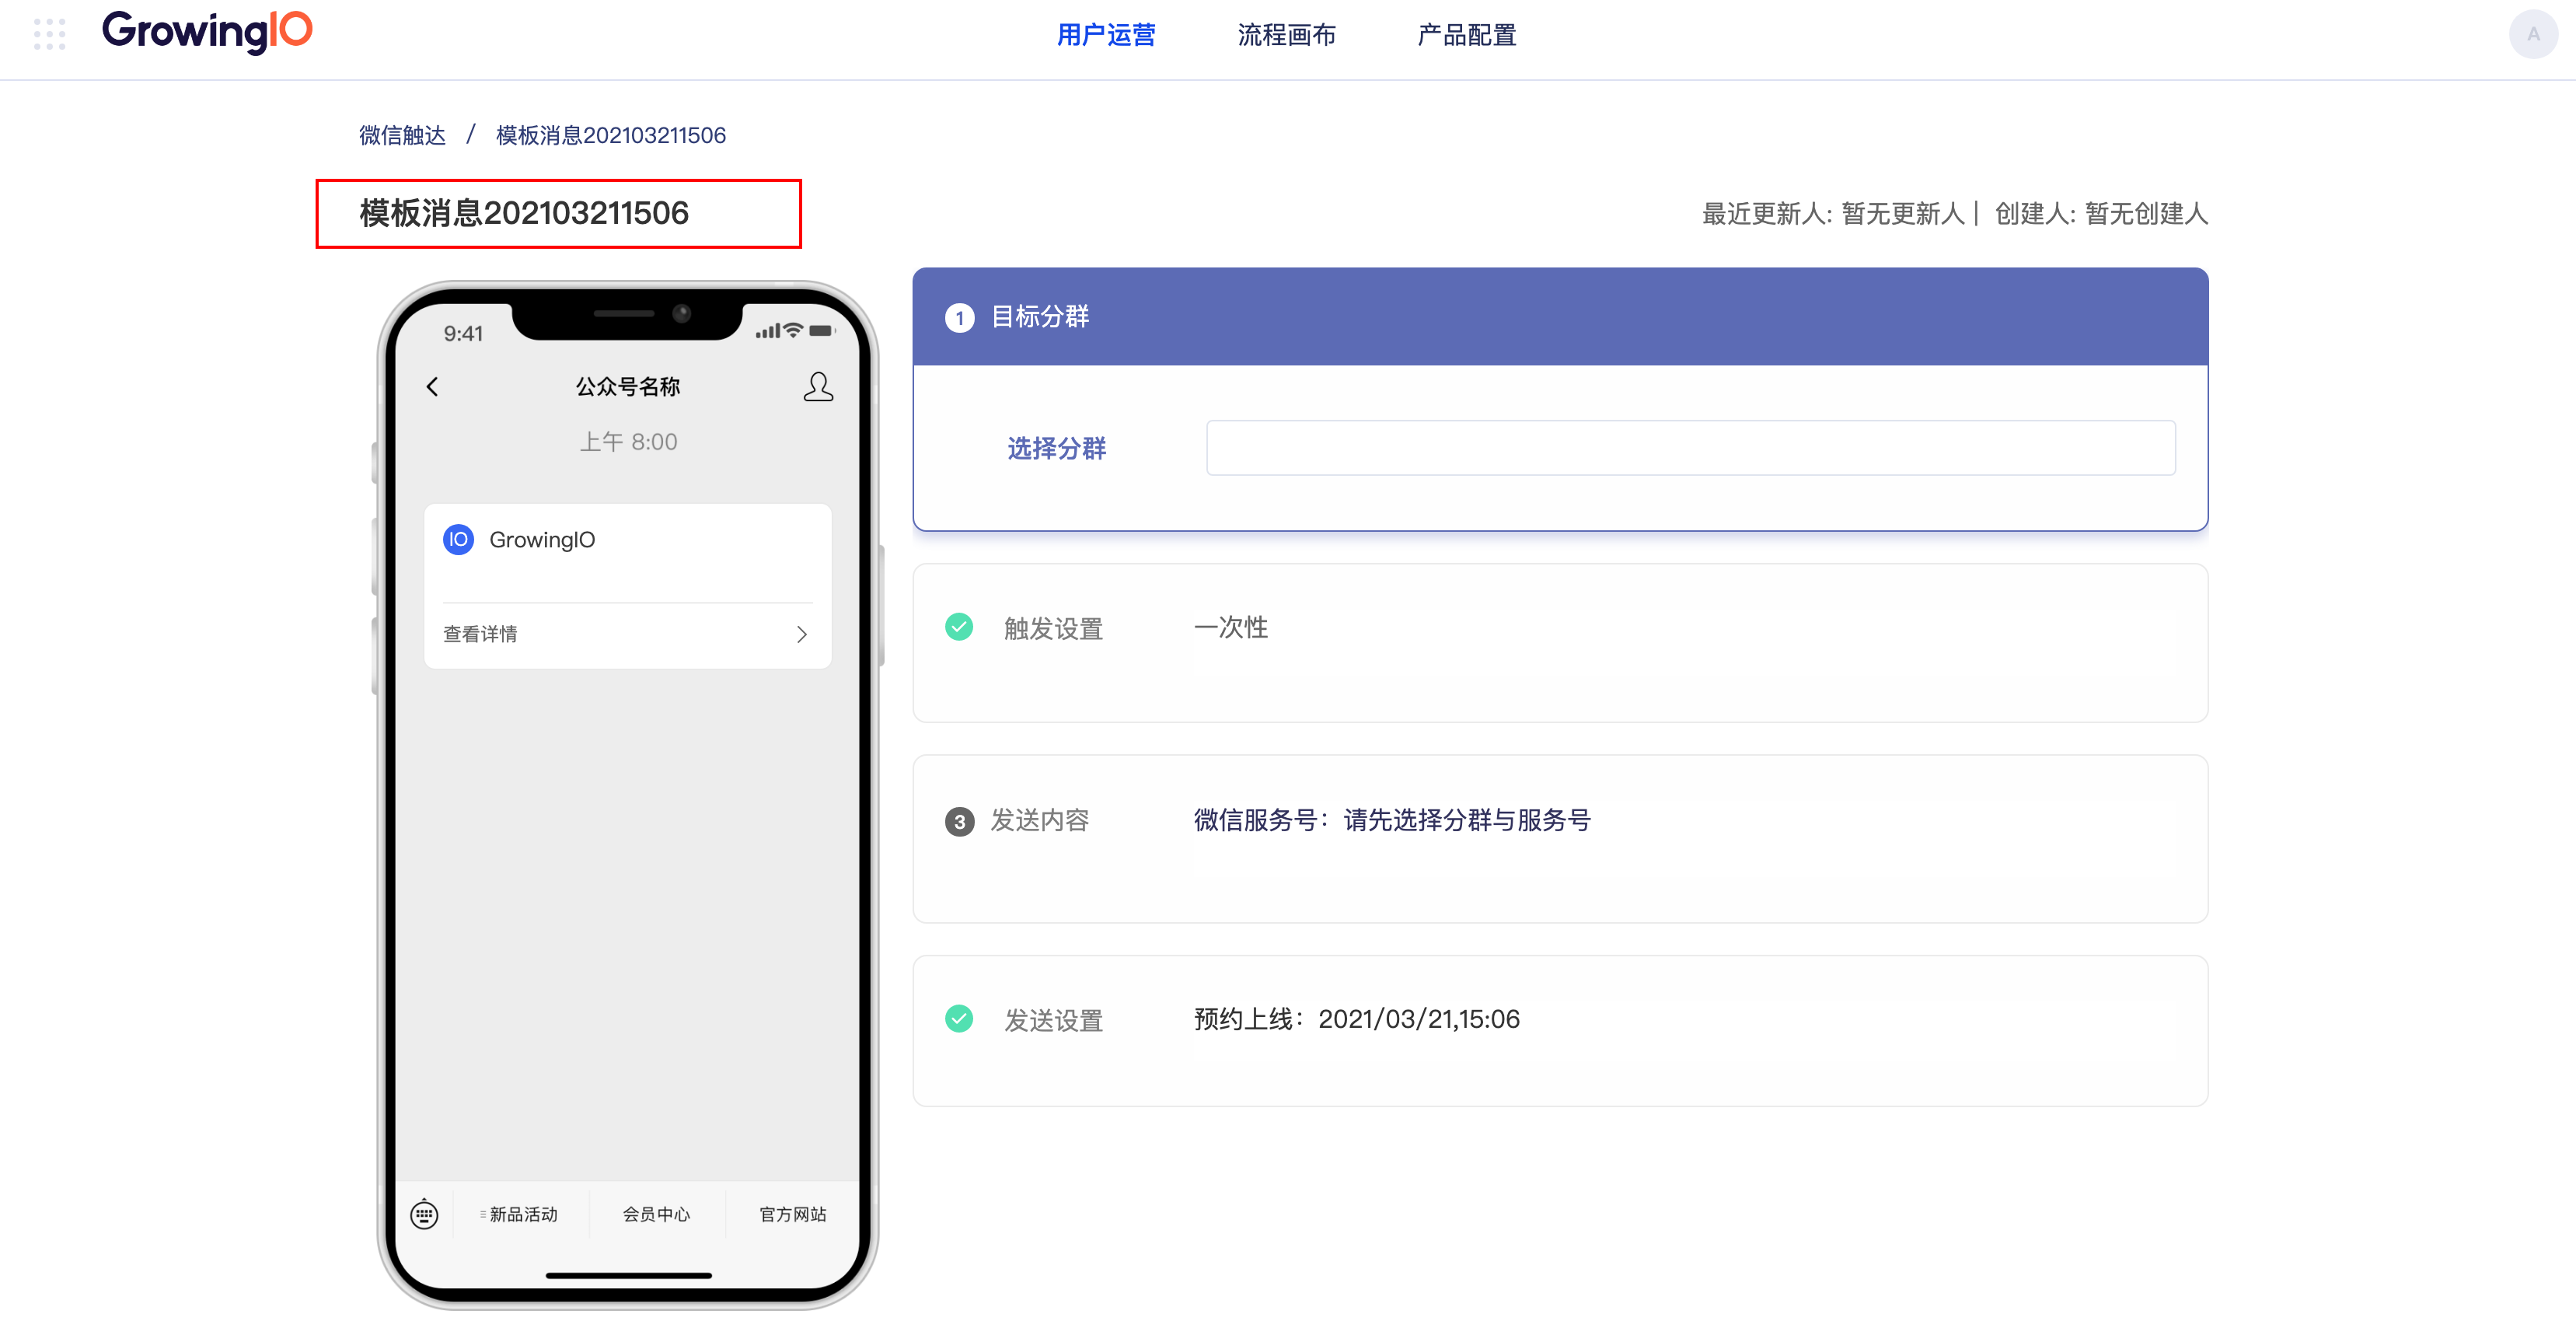 GrowingIO
用户运营 流程画布 产品配置
A
微信触达 / 模板消息202103211506
模板消息202103211506
最近更新人: 暂无更新人 | 创建人: 暂无创建人
9:41
公众号名称
上午 8:00
IO GrowingIO
查看详情
新品活动 会员中心 官方网站
1 目标分群
选择分群
触发设置 一次性
3 发送内容 微信服务号：请先选择分群与服务号
发送设置 预约上线：2021/03/21,15:06